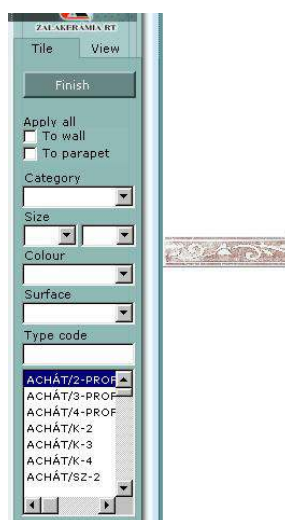 ZALAKERÁMIA RT
Tile View
Finish
Apply all
To wall
To parapet
Category
Size
Colour
Surface
Type code
ACHÁT/2-PROF
ACHÁT/3-PROF
ACHÁT/4-PROF
ACHÁT/K-2
ACHÁT/K-3
ACHÁT/K-4
ACHÁT/SZ-2